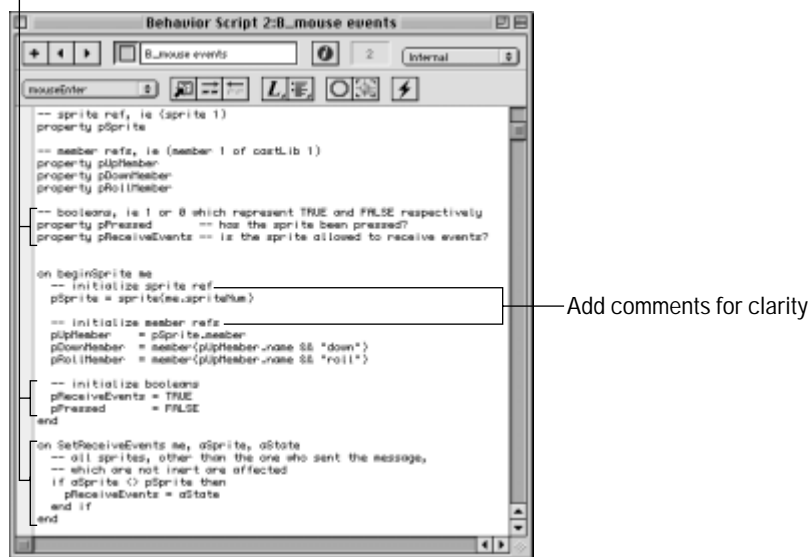 Behavior Script 2:B_mouse events
B_mouse events
2
Internal
mouseEnter
-- sprite ref, ie (sprite 1)
property pSprite
-- member refs, ie (member 1 of castLib 1)
property pUpMember
property pDownMember
property pRollMember
-- booleans, ie 1 or 0 which represent TRUE and FALSE respectively
property pPressed -- has the sprite been pressed?
property pReceiveEvents -- is the sprite allowed to receive events?
on beginSprite me
-- initialize sprite ref
pSprite = sprite(me.spriteNum)
Add comments for clarity
-- initialize member refs
pUpMember = pSprite.member
pDownMember = member(pUpMember.name && "down")
pRollMember = member(pUpMember.name && "roll")
-- initialize booleans
pReceiveEvents = TRUE
pPressed = FALSE
end
on SetReceiveEvents me, aSprite, aState
-- all sprites, other than the one who sent the message,
-- which are not inert are affected
if aSprite <> pSprite then
pReceiveEvents = aState
end if
end